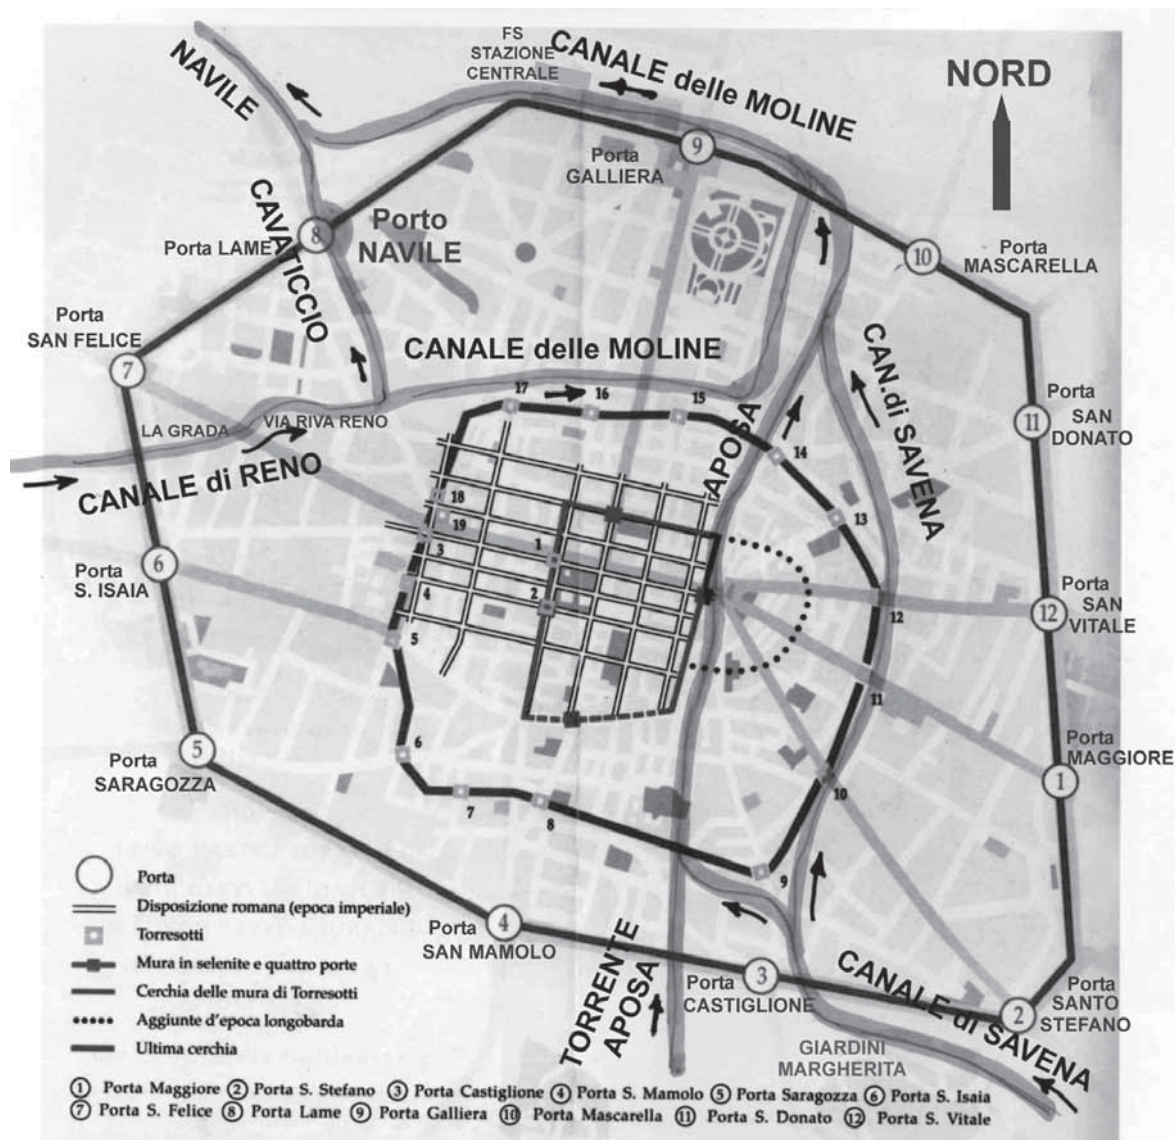 FS
STAZIONE
CENTRALE
CANALE delle MOLINE
NAVILE
NORD
9
Porta
GALLIERA
CAVATICCIO
8
Porta LAME
Porto
NAVILE
10
Porta
MASCARELLA
Porta
SAN FELICE
7
CANALE delle MOLINE
CAN.di SAVENA
17
16
15
11
Porta
SAN
DONATO
LA GRADA
VIA RIVA RENO
CANALE di RENO
APOSA
14
18
19
13
3
1
6
Porta
S. ISAIA
4
2
12
12
Porta
SAN
VITALE
5
11
5
Porta
SARAGOZZA
6
Porta
MAGGIORE
1
7
8
10
9
4
Porta
SAN MAMOLO
TORRENTE
APOSA
3
Porta
CASTIGLIONE
CANALE di SAVENA
2
Porta
SANTO
STEFANO
GIARDINI
MARGHERITA
Porta
Disposizione romana (epoca imperiale)
Torresotti
Mura in selenite e quattro porte
Cerchia delle mura di Torresotti
Aggiunte d'epoca longobarda
Ultima cerchia
1 Porta Maggiore 2 Porta S. Stefano 3 Porta Castiglione 4 Porta S. Mamolo 5 Porta Saragozza 6 Porta S. Isaia
7 Porta S. Felice 8 Porta Lame 9 Porta Galliera 10 Porta Mascarella 11 Porta S. Donato 12 Porta S. Vitale